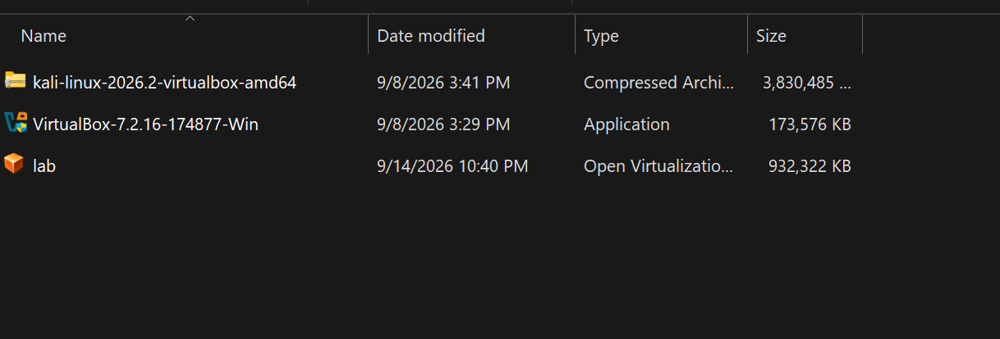 Name Date modified Type Size
kali-linux-2026.2-virtualbox-amd64 9/8/2026 3:41 PM Compressed Archi... 3,830,485 ...
VirtualBox-7.2.16-174877-Win 9/8/2026 3:29 PM Application 173,576 KB
lab 9/14/2026 10:40 PM Open Virtualizatio... 932,322 KB